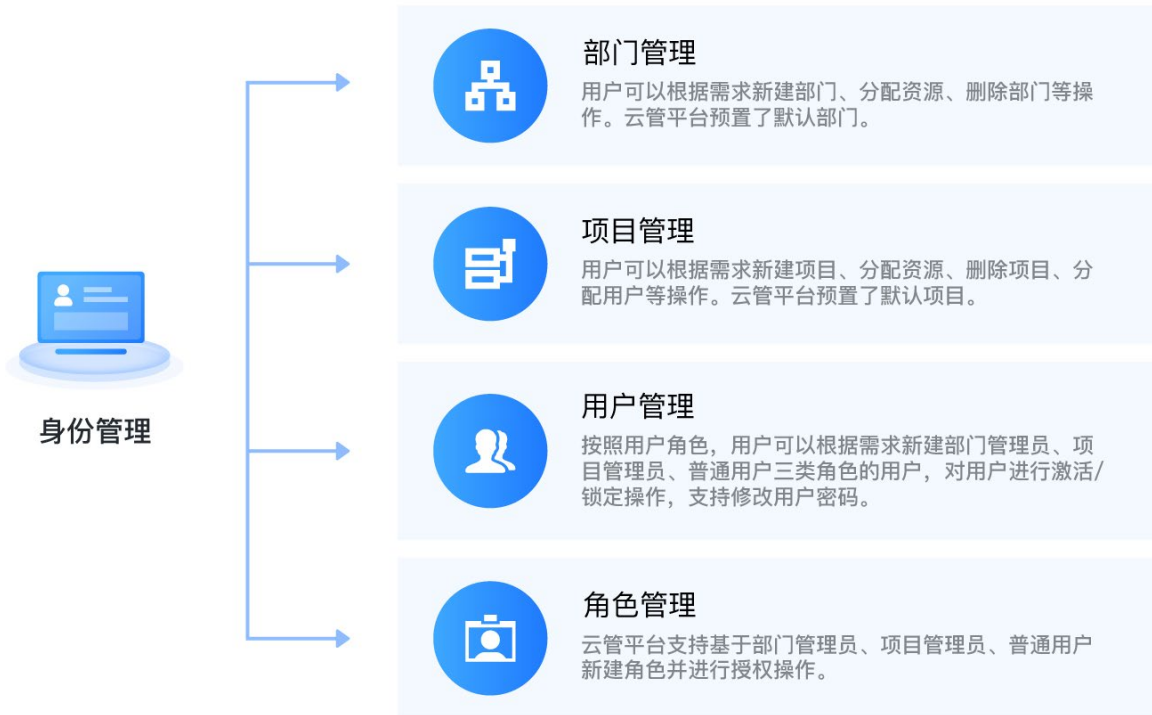 身份管理
部门管理
用户可以根据需求新建部门、分配资源、删除部门等操
作。云管平台预置了默认部门。
项目管理
用户可以根据需求新建项目、分配资源、删除项目、分
配用户等操作。云管平台预置了默认项目。
用户管理
按照用户角色，用户可以根据需求新建部门管理员、项
目管理员、普通用户三类角色的用户，对用户进行激活/
锁定操作，支持修改用户密码。
角色管理
云管平台支持基于部门管理员、项目管理员、普通用户
新建角色并进行授权操作。